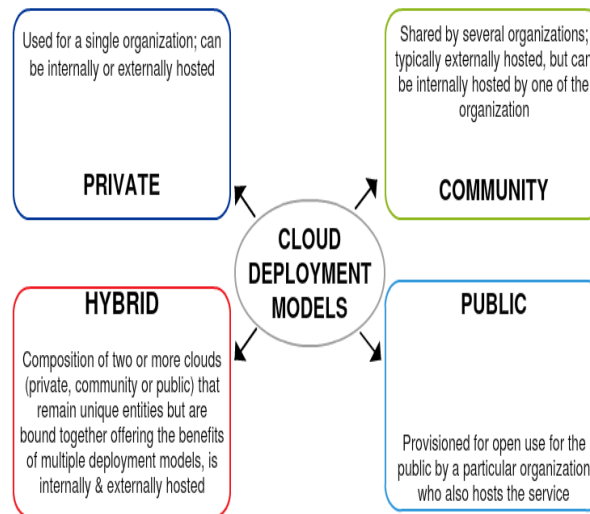 Used for a single organization; can
be internally or externally hosted
PRIVATE
Shared by several organizations;
typically externally hosted, but can
be internally hosted by one of the
organization
COMMUNITY
CLOUD
DEPLOYMENT
MODELS
HYBRID
Composition of two or more clouds
(private, community or public) that
remain unique entities but are
bound together offering the benefits
of multiple deployment models, is
internally & externally hosted
PUBLIC
Provisioned for open use for the
public by a particular organization
who also hosts the service